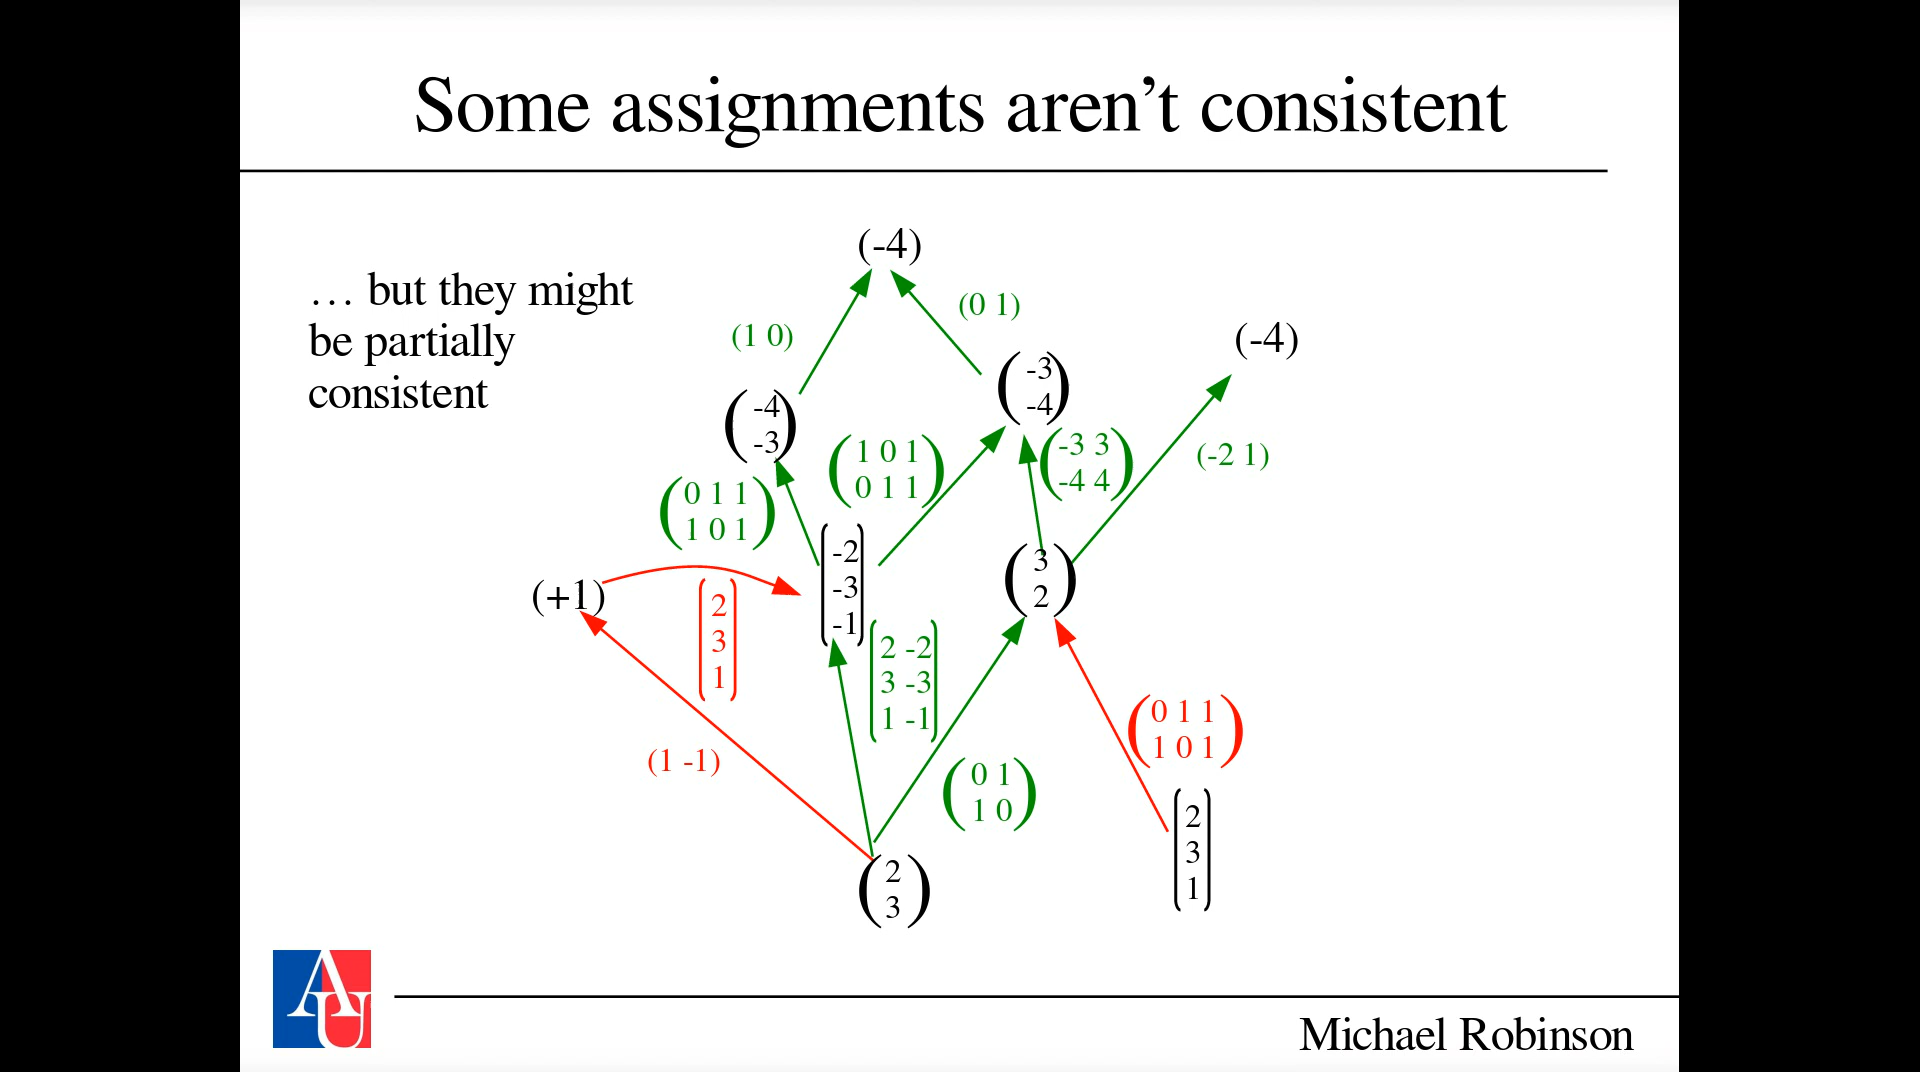 Some assignments aren't consistent
… but they might
be partially
consistent
(-4)
(1 0)
(0 1)
(-4)
(-3
-4)
(-4
-3)
(1 0 1
0 1 1)
(-3 3
-4 4)
(-2 1)
(0 1 1
1 0 1)
(-2
-3
-1)
(3
2)
(+1)
(2
3
1)
(2 -2
3 -3
1 -1)
(0 1 1
1 0 1)
(1 -1)
(0 1
1 0)
(2
3
1)
(2
3)
AU
Michael Robinson